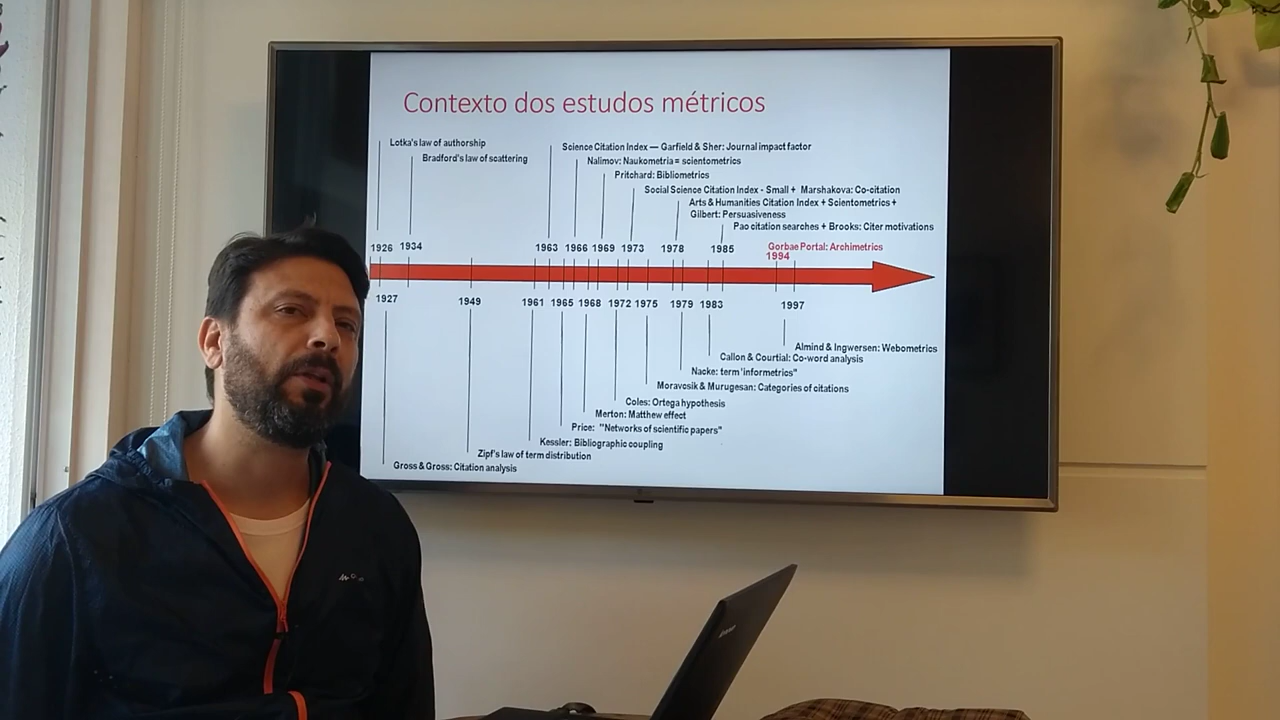 Contexto dos estudos métricos
Lotka's law of authorship
Bradford's law of scattering
Science Citation Index — Garfield & Sher: Journal impact factor
Nalimov: Naukometria = scientometrics
Pritchard: Bibliometrics
Social Science Citation Index - Small + Marshakova: Co-citation
Arts & Humanities Citation Index + Scientometrics +
Gilbert: Persuasiveness
Pao citation searches + Brooks: Citer motivations
1926 1934 1963 1966 1969 1973 1978 1985
Gorbae Portal: Archimetrics
1994
1927 1949 1961 1965 1968 1972 1975 1979 1983 1997
Almind & Ingwersen: Webometrics
Callon & Courtial: Co-word analysis
Nacke: term 'informetrics"
Moravcsik & Murugesan: Categories of citations
Coles: Ortega hypothesis
Merton: Matthew effect
Price: "Networks of scientific papers"
Kessler: Bibliographic coupling
Zipf's law of term distribution
Gross & Gross: Citation analysis
lenovo